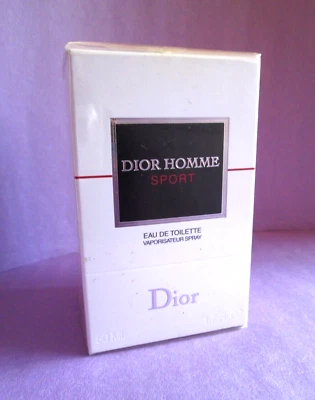 DIOR HOMME
SPORT
EAU DE TOILETTE
VAPORISATEUR SPRAY
Dior